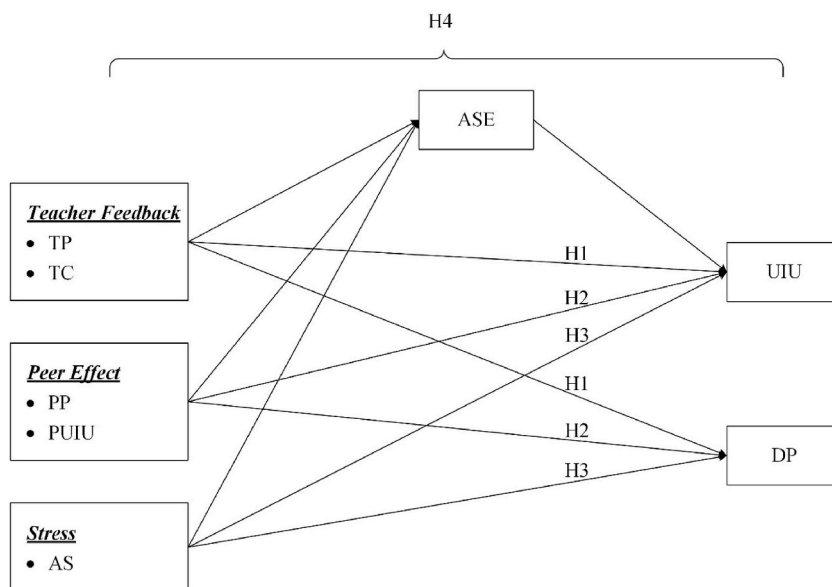 H4
ASE
Teacher Feedback
• TP
• TC
H1
UIU
H2
H3
Peer Effect
• PP
• PUIU
H1
H2
DP
H3
Stress
• AS